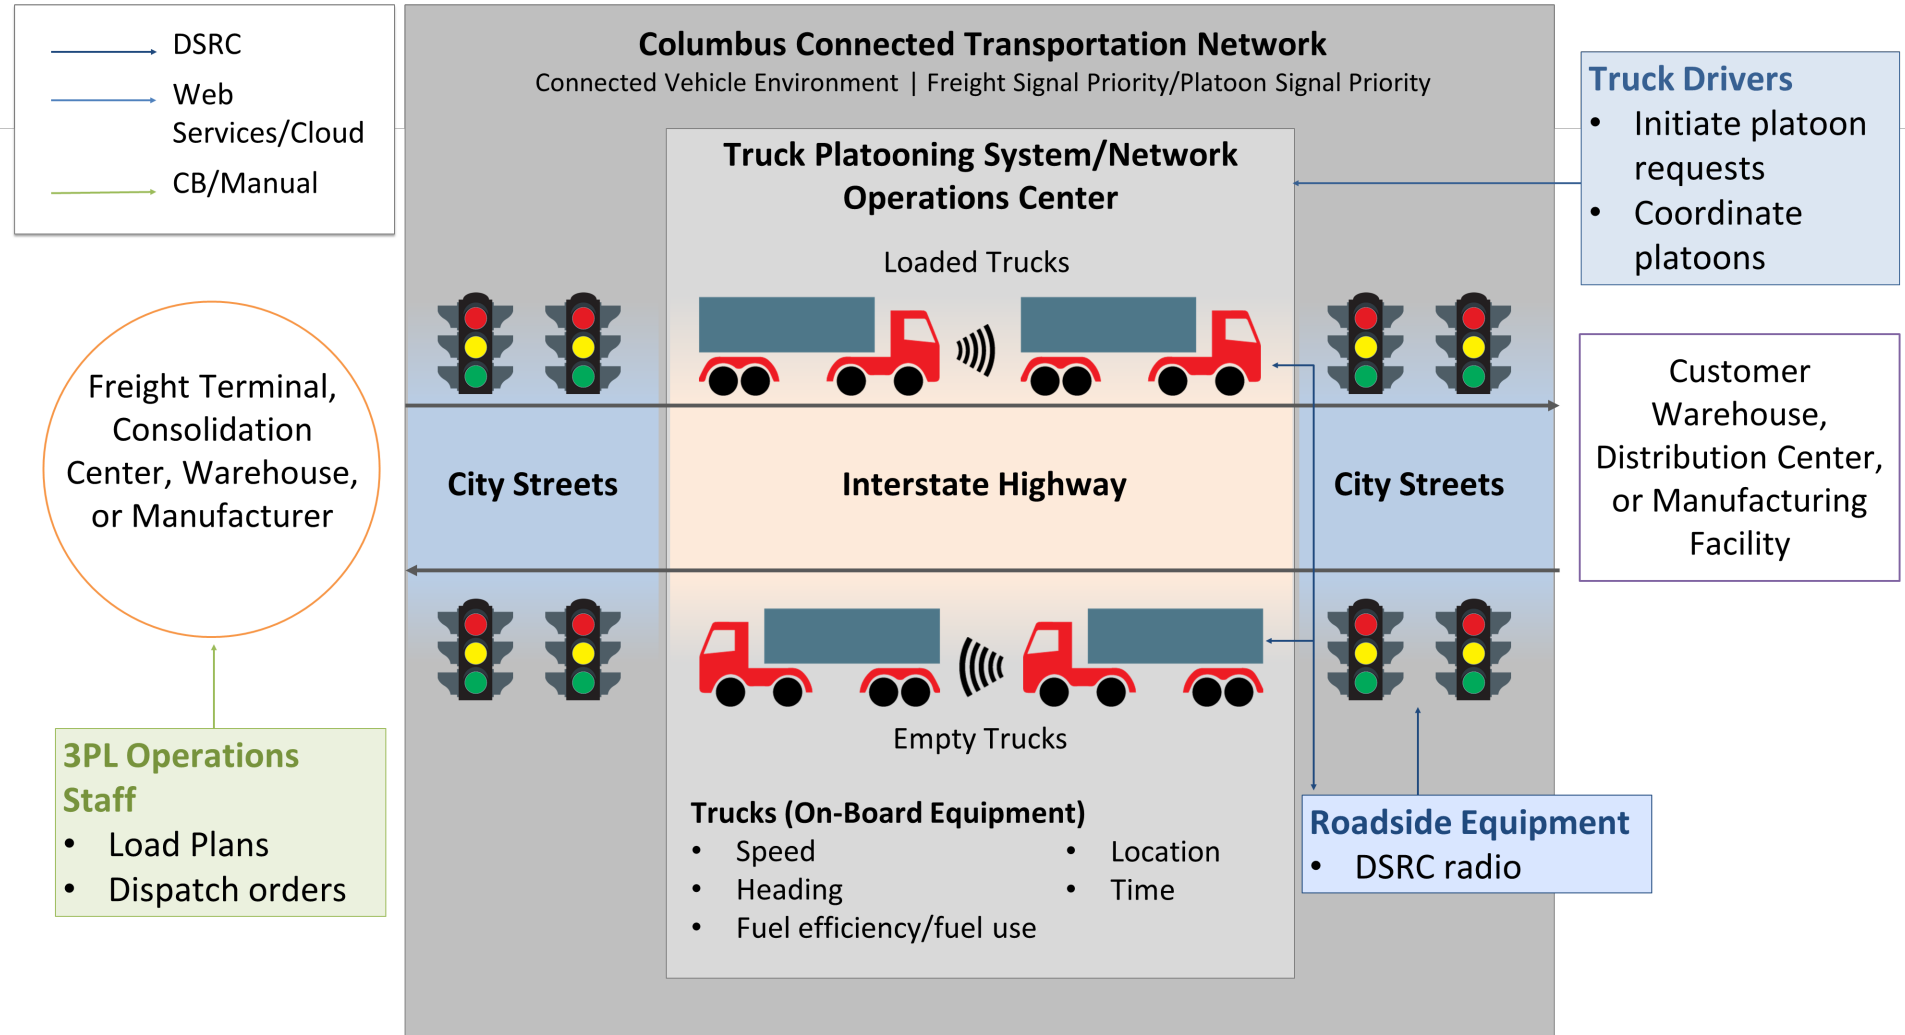 DSRC
Web
Services/Cloud
CB/Manual
Columbus Connected Transportation Network
Connected Vehicle Environment | Freight Signal Priority/Platoon Signal Priority
Truck Platooning System/Network
Operations Center
Loaded Trucks
Truck Drivers
• Initiate platoon
requests
• Coordinate
platoons
Freight Terminal,
Consolidation
Center, Warehouse,
or Manufacturer
City Streets
Interstate Highway
City Streets
Customer
Warehouse,
Distribution Center,
or Manufacturing
Facility
Empty Trucks
3PL Operations
Staff
• Load Plans
• Dispatch orders
Trucks (On-Board Equipment)
• Speed
• Heading
• Fuel efficiency/fuel use
• Location
• Time
Roadside Equipment
• DSRC radio